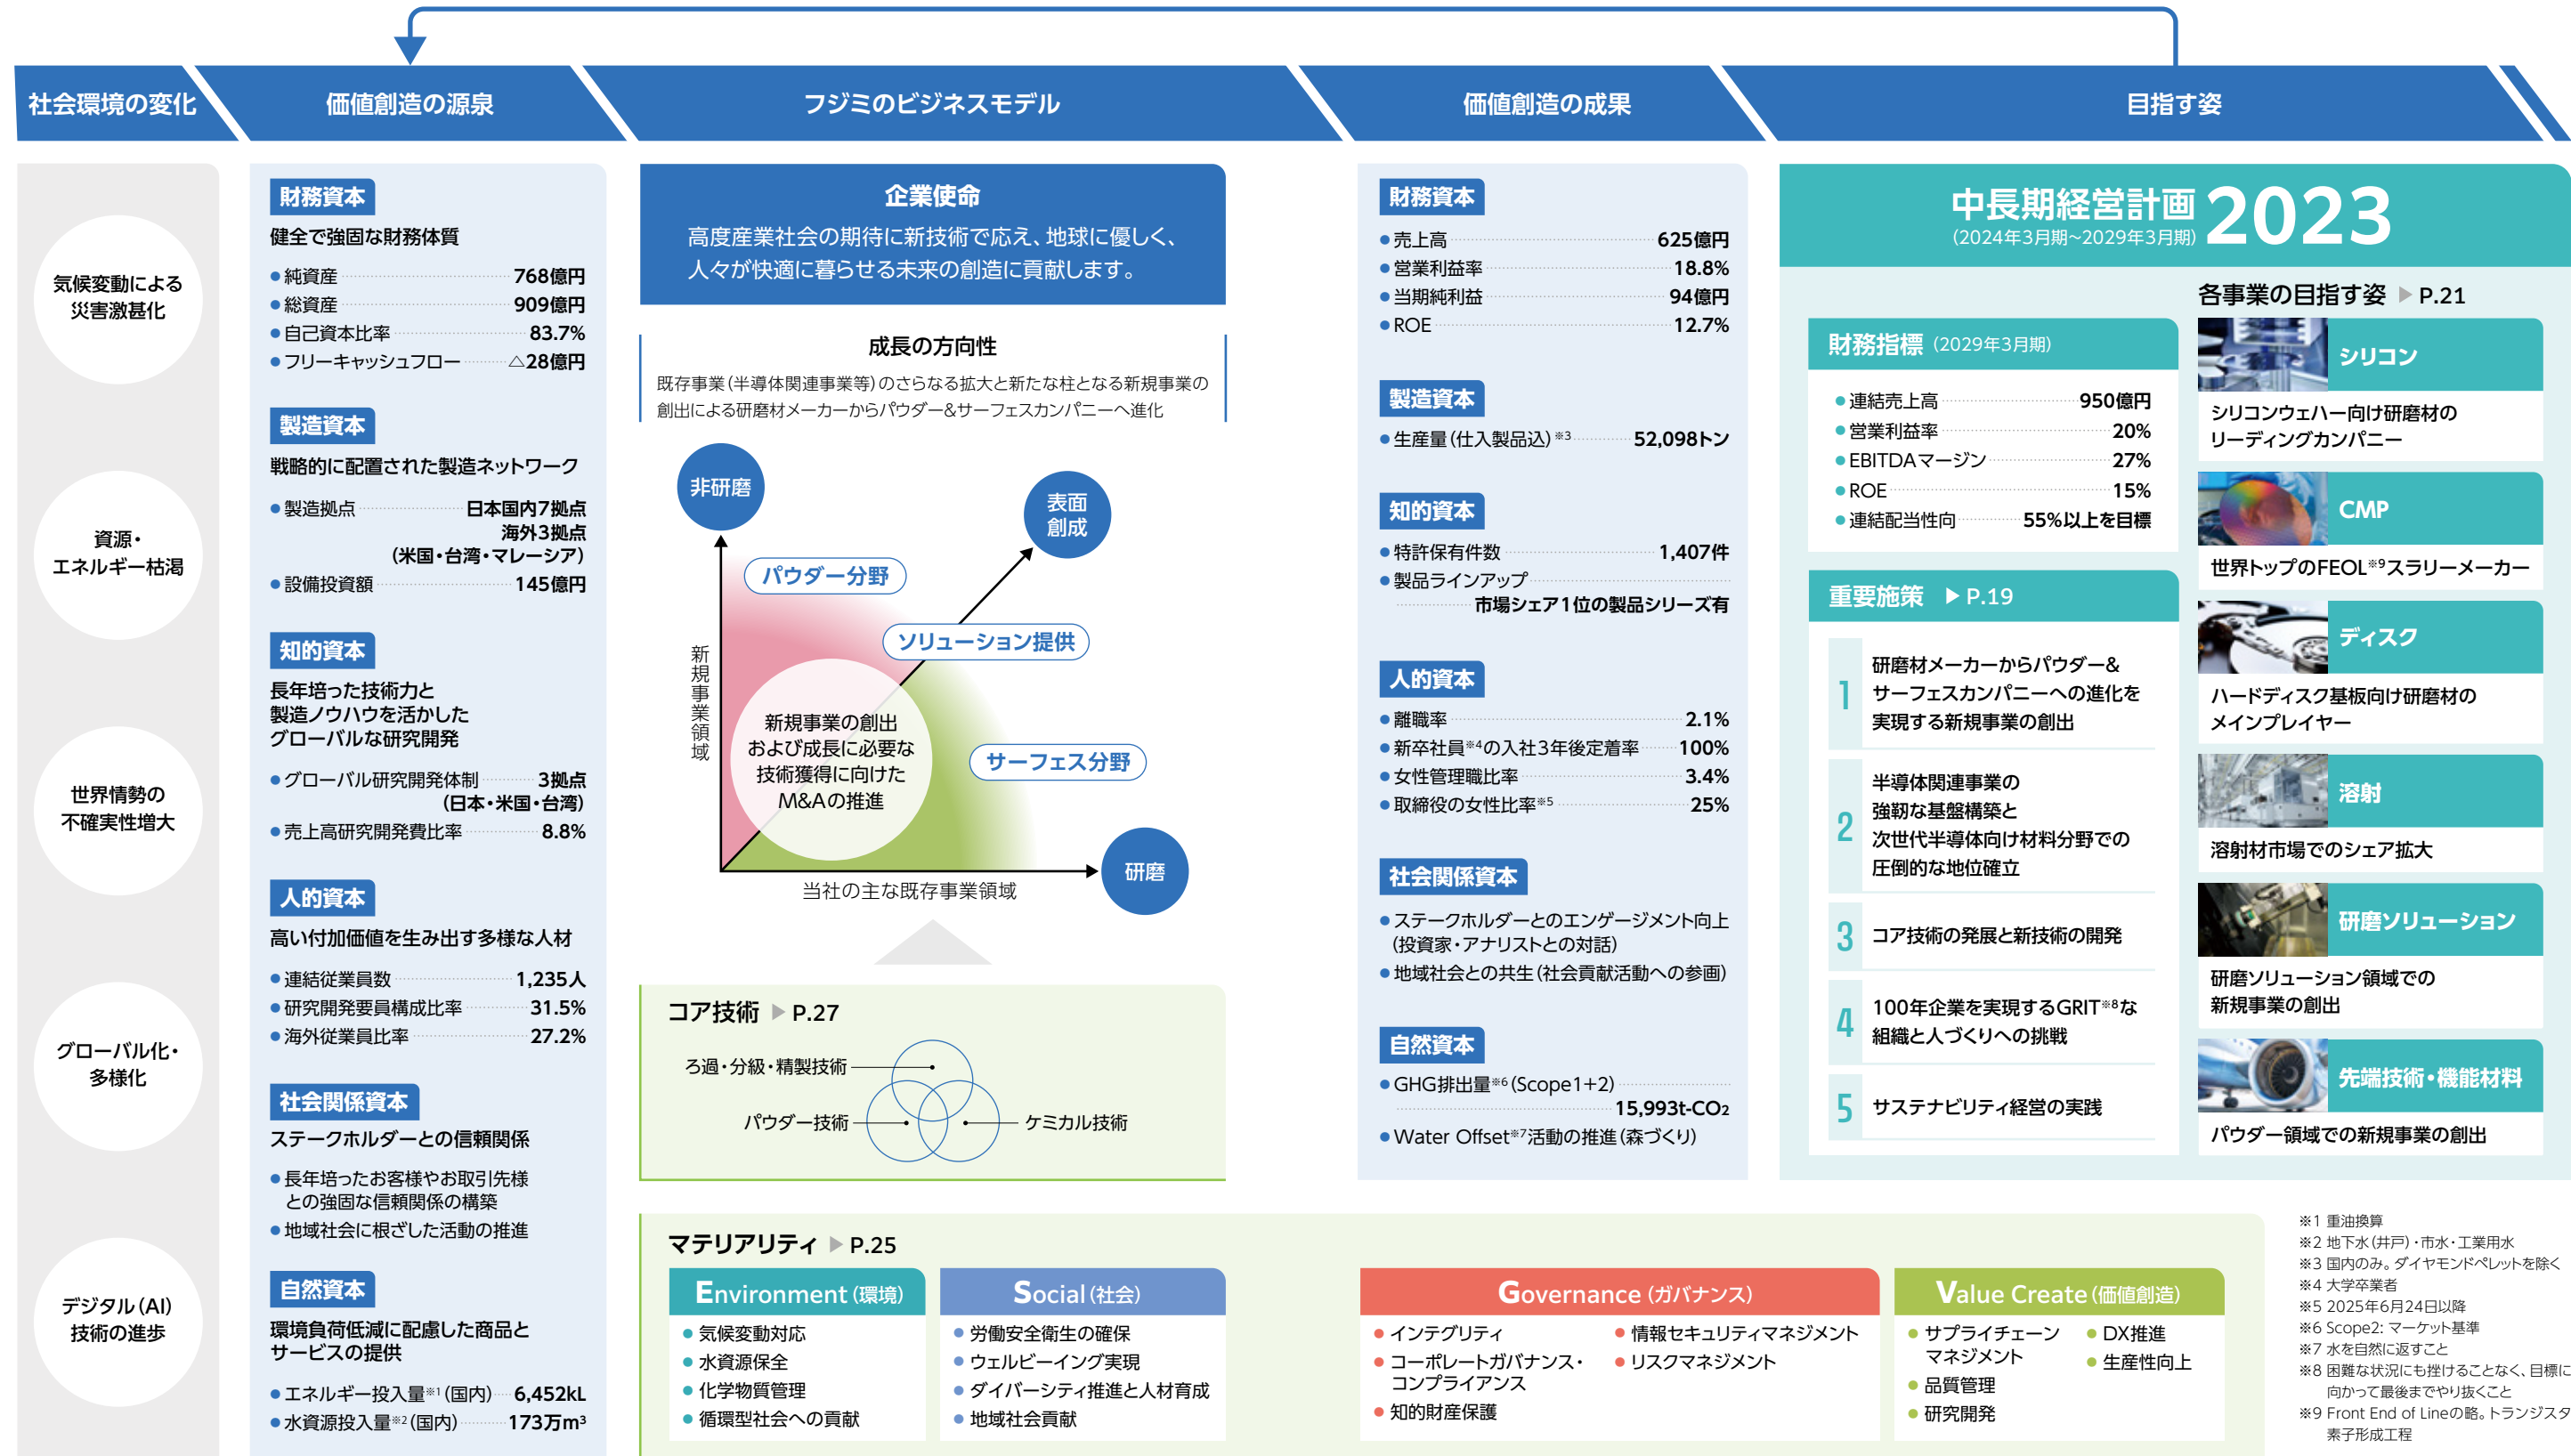 社会環境の変化
価値創造の源泉
フジミのビジネスモデル
価値創造の成果
目指す姿
気候変動による
災害激甚化
資源・
エネルギー枯渇
世界情勢の
不確実性増大
グローバル化・
多様化
デジタル(AI)
技術の進歩
財務資本
健全で強固な財務体質
●純資産 768億円
●総資産 909億円
●自己資本比率 83.7%
●フリーキャッシュフロー △28億円
製造資本
戦略的に配置された製造ネットワーク
●製造拠点 日本国内7拠点
海外3拠点
(米国・台湾・マレーシア)
●設備投資額 145億円
知的資本
長年培った技術力と
製造ノウハウを活かした
グローバルな研究開発
●グローバル研究開発体制 3拠点
(日本・米国・台湾)
●売上高研究開発費比率 8.8%
人的資本
高い付加価値を生み出す多様な人材
●連結従業員数 1,235人
●研究開発要員構成比率 31.5%
●海外従業員比率 27.2%
社会関係資本
ステークホルダーとの信頼関係
●長年培ったお客様やお取引先様
との強固な信頼関係の構築
●地域社会に根ざした活動の推進
自然資本
環境負荷低減に配慮した商品と
サービスの提供
●エネルギー投入量※1(国内) 6,452kL
●水資源投入量※2(国内) 173万m³
企業使命
高度産業社会の期待に新技術で応え、地球に優しく、
人々が快適に暮らせる未来の創造に貢献します。
成長の方向性
既存事業(半導体関連事業等)のさらなる拡大と新たな柱となる新規事業の
創出による研磨材メーカーからパウダー&サーフェスカンパニーへ進化
非研磨
表面
創成
パウダー分野
ソリューション提供
新規事業領域
新規事業の創出
および成長に必要な
技術獲得に向けた
M&Aの推進
サーフェス分野
研磨
当社の主な既存事業領域
コア技術 ▶ P.27
ろ過・分級・精製技術
パウダー技術
ケミカル技術
財務資本
●売上高 625億円
●営業利益率 18.8%
●当期純利益 94億円
●ROE 12.7%
製造資本
●生産量(仕入製品込)※3 52,098トン
知的資本
●特許保有件数 1,407件
●製品ラインアップ
市場シェア1位の製品シリーズ有
人的資本
●離職率 2.1%
●新卒社員※4の入社3年後定着率 100%
●女性管理職比率 3.4%
●取締役の女性比率※5 25%
社会関係資本
●ステークホルダーとのエンゲージメント向上
(投資家・アナリストとの対話)
●地域社会との共生(社会貢献活動への参画)
自然資本
●GHG排出量※6(Scope1+2)
15,993t-CO2
●Water Offset※7活動の推進(森づくり)
中長期経営計画 2023
(2024年3月期~2029年3月期)
財務指標(2029年3月期)
●連結売上高 950億円
●営業利益率 20%
●EBITDAマージン 27%
●ROE 15%
●連結配当性向 55%以上を目標
重要施策 ▶ P.19
1 研磨材メーカーからパウダー&
サーフェスカンパニーへの進化を
実現する新規事業の創出
2 半導体関連事業の
強靭な基盤構築と
次世代半導体向け材料分野での
圧倒的な地位確立
3 コア技術の発展と新技術の開発
4 100年企業を実現するGRIT※8な
組織と人づくりへの挑戦
5 サステナビリティ経営の実践
各事業の目指す姿 ▶ P.21
シリコン
シリコンウェハー向け研磨材の
リーディングカンパニー
CMP
世界トップのFEOL※9スラリーメーカー
ディスク
ハードディスク基板向け研磨材の
メインプレイヤー
溶射
溶射材市場でのシェア拡大
研磨ソリューション
研磨ソリューション領域での
新規事業の創出
先端技術・機能材料
パウダー領域での新規事業の創出
マテリアリティ ▶ P.25
Environment(環境)
●気候変動対応
●水資源保全
●化学物質管理
●循環型社会への貢献
Social(社会)
●労働安全衛生の確保
●ウェルビーイング実現
●ダイバーシティ推進と人材育成
●地域社会貢献
Governance(ガバナンス)
●インテグリティ
●コーポレートガバナンス・
コンプライアンス
●知的財産保護
●情報セキュリティマネジメント
●リスクマネジメント
Value Create(価値創造)
●サプライチェーン
マネジメント
●品質管理
●研究開発
●DX推進
●生産性向上
※1 重油換算
※2 地下水(井戸)・市水・工業用水
※3 国内のみ。ダイヤモンドペレットを除く
※4 大学卒業者
※5 2025年6月24日以降
※6 Scope2: マーケット基準
※7 水を自然に返すこと
※8 困難な状況にも挫けることなく、目標に
向かって最後までやり抜くこと
※9 Front End of Lineの略。トランジスタ
素子形成工程